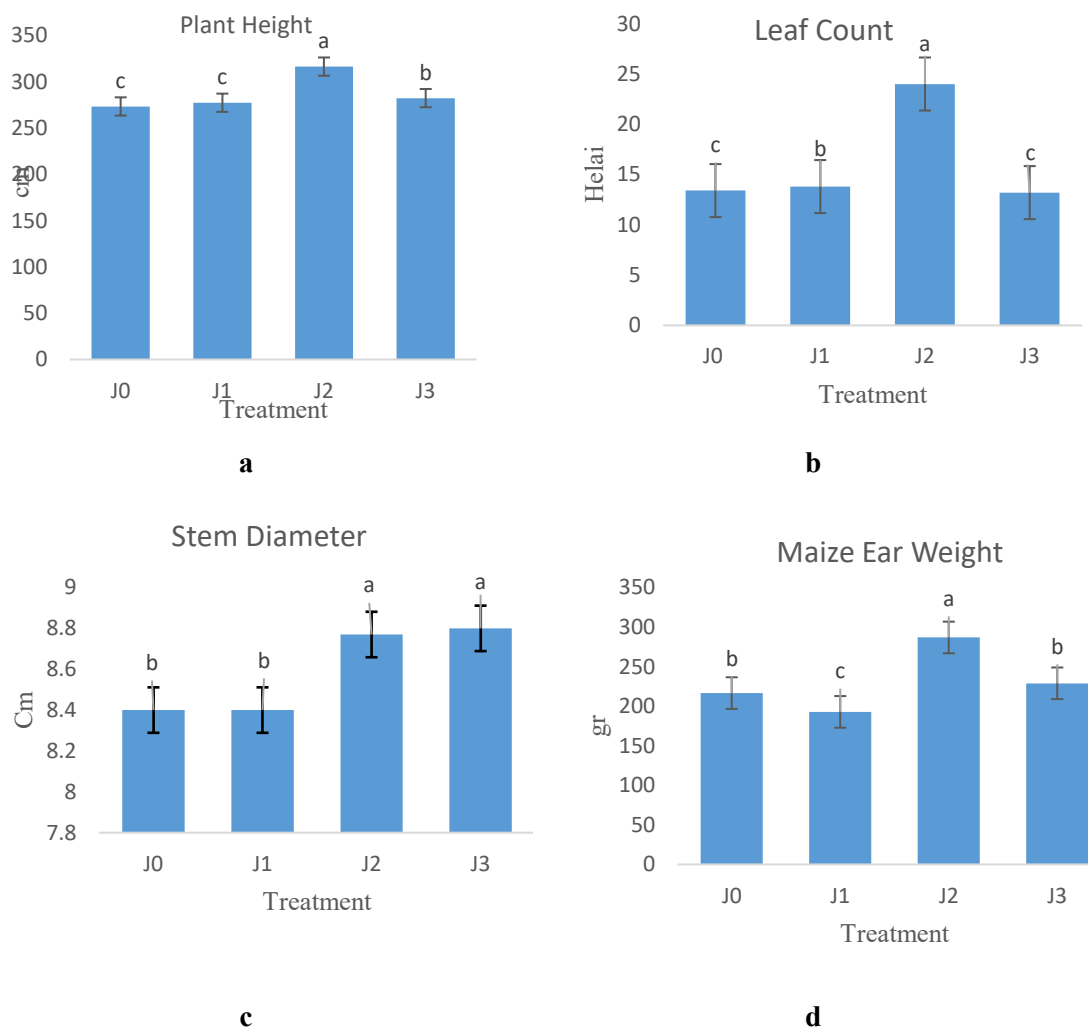 Plant Height
350
300
250
200
150
100
50
0
cm
c
c
a
b
J0 J1 J2 J3
Treatment
a
Leaf Count
30
25
20
15
10
5
0
Helai
c
b
a
c
J0 J1 J2 J3
Treatment
b
Stem Diameter
9
8.8
8.6
8.4
8.2
8
7.8
Cm
b
b
a
a
J0 J1 J2 J3
Treatment
c
Maize Ear Weight
350
300
250
200
150
100
50
0
gr
b
c
a
b
J0 J1 J2 J3
Treatment
d